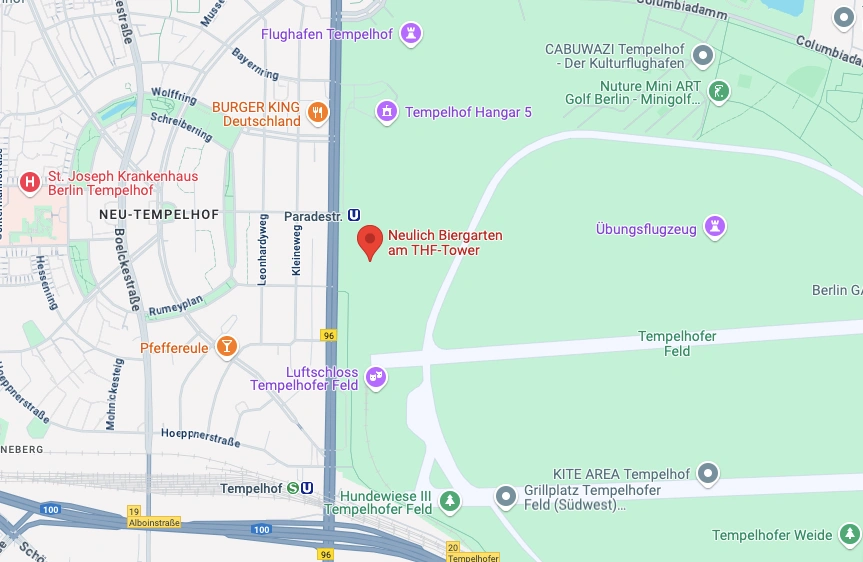 Columbiadamm
Flughafen Tempelhof
Columbiada
CABUWAZI Tempelhof
- Der Kulturflughafen
Bayernring
Nuture Mini ART
Golf Berlin - Minigolf...
Wolffring
BURGER KING
Deutschland
Tempelhof Hangar 5
Schreiberring
St. Joseph Krankenhaus
Berlin Tempelhof
NEU-TEMPELHOF
Paradestr. U
Neulich Biergarten
am THF-Tower
Übungsflugzeug
Boelckestraße
Leonhardyweg
Kleineweg
Hessenring
Berlin GA
Rumeyplan
96
Pfeffereule
Tempelhofer
Feld
Luftschloss
Tempelhofer Feld
Hoeppnerstraße
Mohnickesteig
Hoeppnerstraße
NEBERG
KITE AREA Tempelhof
Tempelhof S U
Hundewiese III
Tempelhofer Feld
Grillplatz Tempelhofer
Feld (Südwest)...
100
19
Alboinstraße
100
96
20
Tempelhofer
Tempelhofer Weide